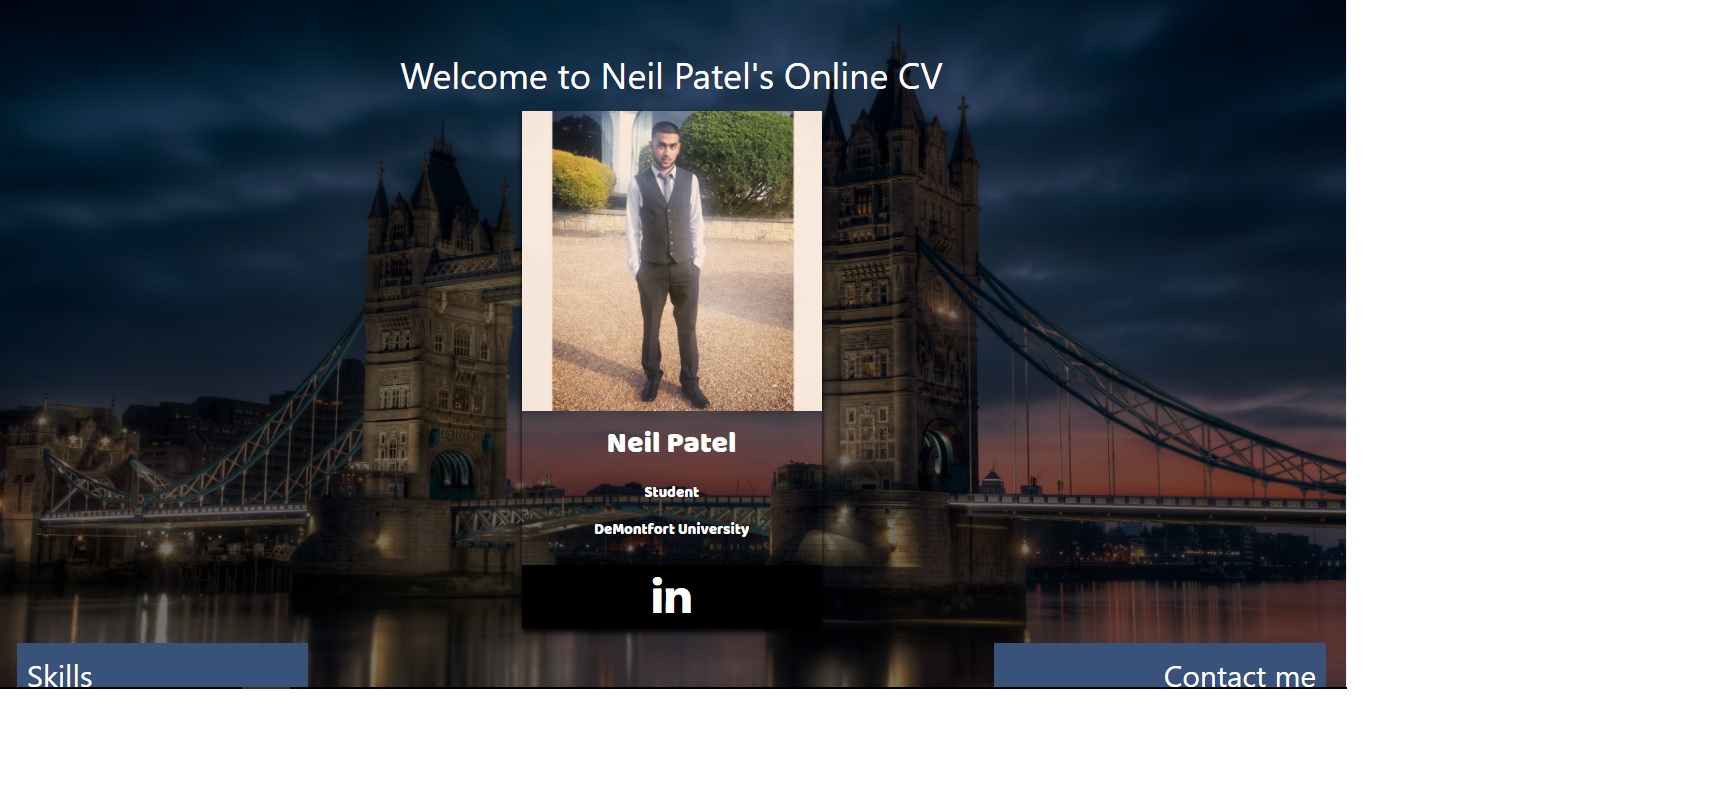 Welcome to Neil Patel's Online CV
Neil Patel
Student
DeMontfort University
in
Skills
Contact me